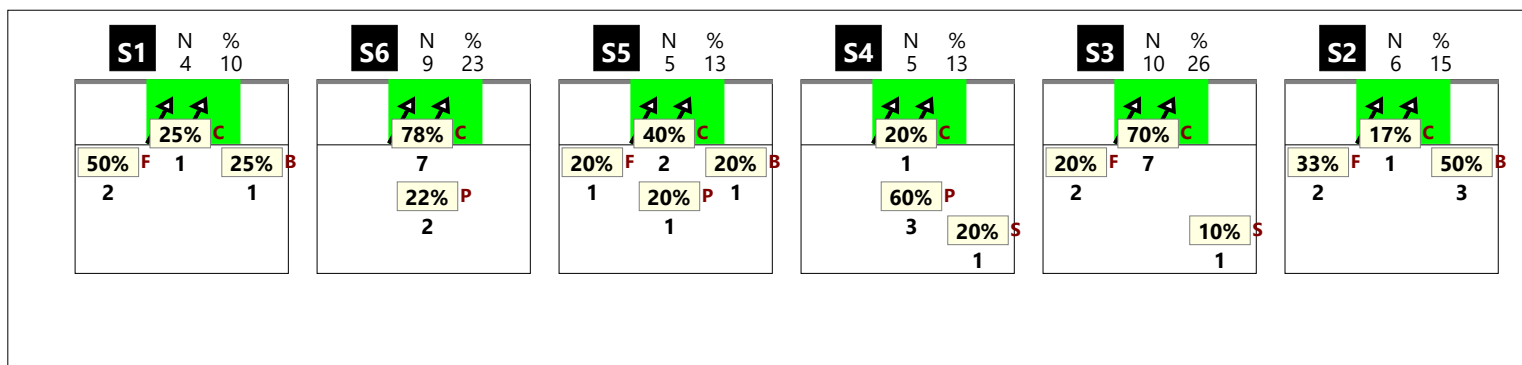 S1 N % S6 N % S5 N % S4 N % S3 N % S2 N %
4 10 9 23 5 13 5 13 10 26 6 15
25% C 78% C 40% C 20% C 70% C 17% C
50% F 1 25% B 7 20% F 2 20% B 1 20% F 7 33% F 1 50% B
2 1 22% P 1 20% P 1 60% P 2 2 3
2 1 3 20% S 10% S
1 1